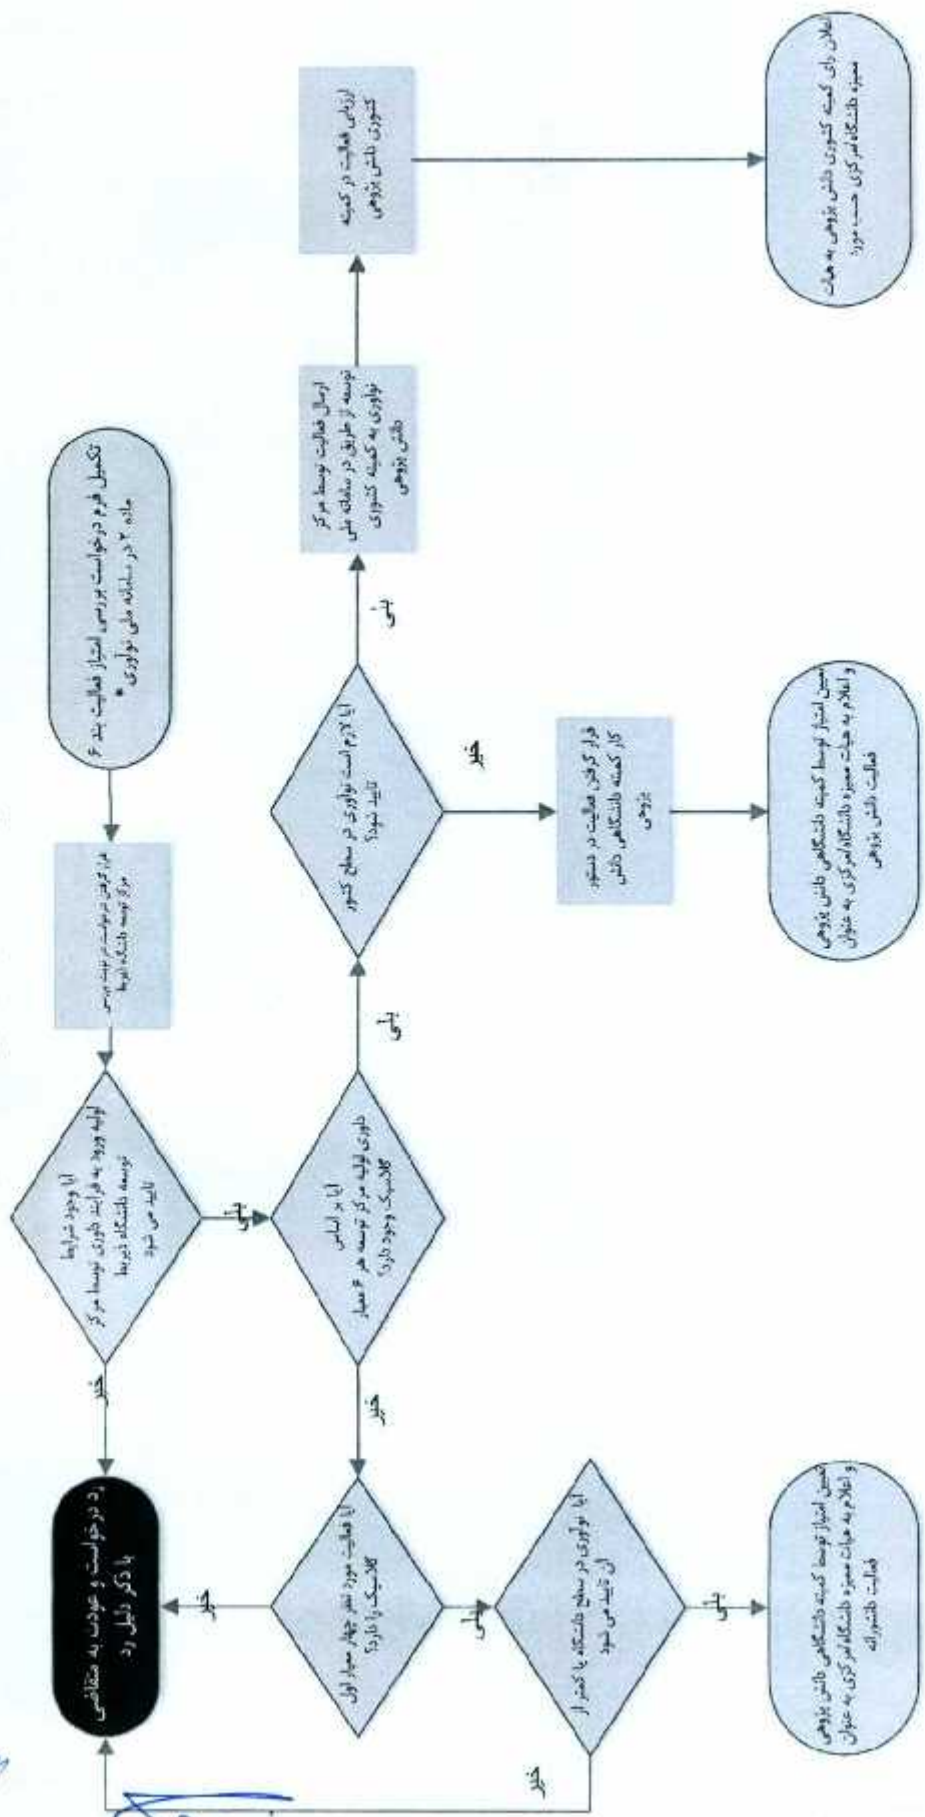 تکمیل فرم درخواست بررسی امتیاز فعالیت بند ۶
ماده ۲ در سامانه ملی نوآوری *
قرار گرفتن درخواست در نوبت بررسی
مرکز توسعه دانشگاه ذیربط
آیا وجود شرایط
اولیه ورود به فرایند داوری توسط مرکز
توسعه دانشگاه ذیربط
تایید می شود
خیر
رد درخواست و عودت به متقاضی
با ذکر دلیل رد
بلی
آیا بر اساس
داوری اولیه مرکز توسعه هر ۶ معیار
گلاسیک وجود دارد؟
بلی
آیا لازم است نوآوری در سطح کشور
تایید شود؟
بلی
ارسال فعالیت توسط مرکز
توسعه از طریق در سامانه ملی
نوآوری به کمیته کشوری
دانش پژوهی
ارزیابی فعالیت در کمیته
کشوری دانش پژوهی
اعلان رای کمیته کشوری دانش پژوهی به هیات
ممیزه دانشگاه/مرکزی حسب مورد
خیر
قرار گرفتن فعالیت در دستور
کار کمیته دانشگاهی دانش
پژوهی
تعیین امتیاز توسط کمیته دانشگاهی دانش پژوهی
و اعلام به هیات ممیزه دانشگاه/مرکزی به عنوان
فعالیت دانش پژوهی
خیر
آیا فعالیت مورد نظر چهار معیار اول
گلاسیک را دارد؟
خیر
بلی
آیا نوآوری در سطح دانشگاه یا کمتر از
آن تایید می شود
خیر
بلی
تعیین امتیاز توسط کمیته دانشگاهی دانش پژوهی
و اعلام به هیات ممیزه دانشگاه/مرکزی به عنوان
فعالیت دانشورانه